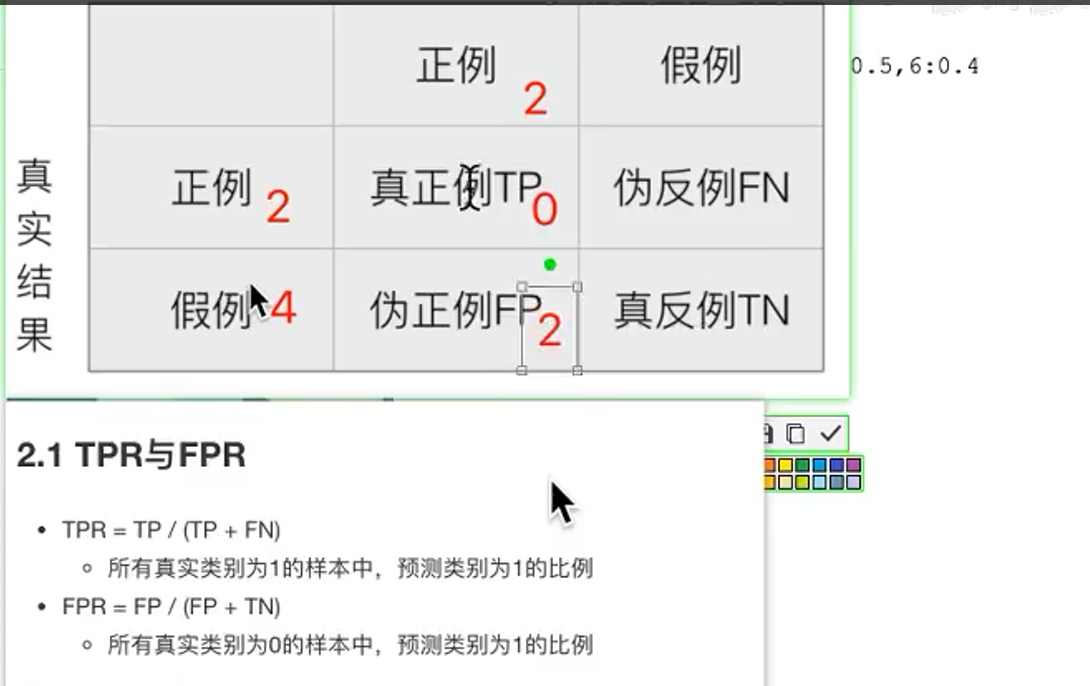 0.5,6:0.4
正例 2 假例
真实结果
正例 2 真正例TP 0 伪反例FN
假例 4 伪正例FP 2 真反例TN
2.1 TPR与FPR
• TPR = TP / (TP + FN)
◦ 所有真实类别为1的样本中，预测类别为1的比例
• FPR = FP / (FP + TN)
◦ 所有真实类别为0的样本中，预测类别为1的比例